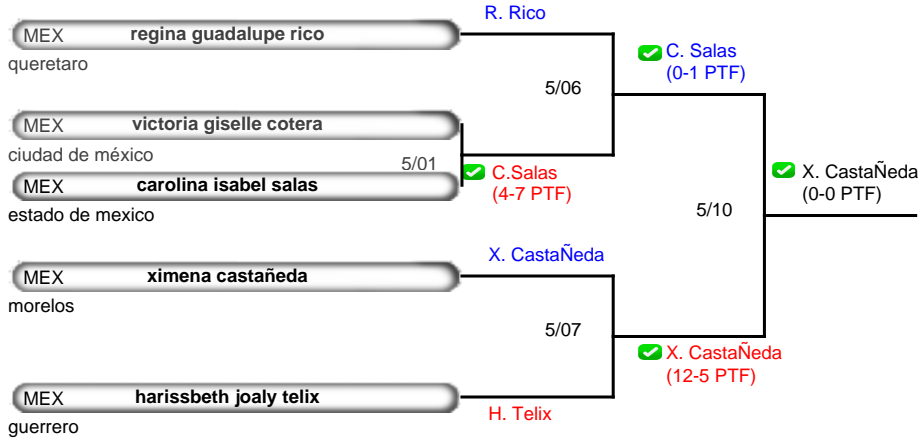 R. Rico
MEX regina guadalupe rico
queretaro
C. Salas
(0-1 PTF)
5/06
MEX victoria giselle cotera
ciudad de méxico
5/01
MEX carolina isabel salas
estado de mexico
C.Salas
(4-7 PTF)
X. CastaÑeda
(0-0 PTF)
5/10
X. CastaÑeda
MEX ximena castañeda
morelos
5/07
X. CastaÑeda
(12-5 PTF)
MEX harissbeth joaly telix
guerrero
H. Telix